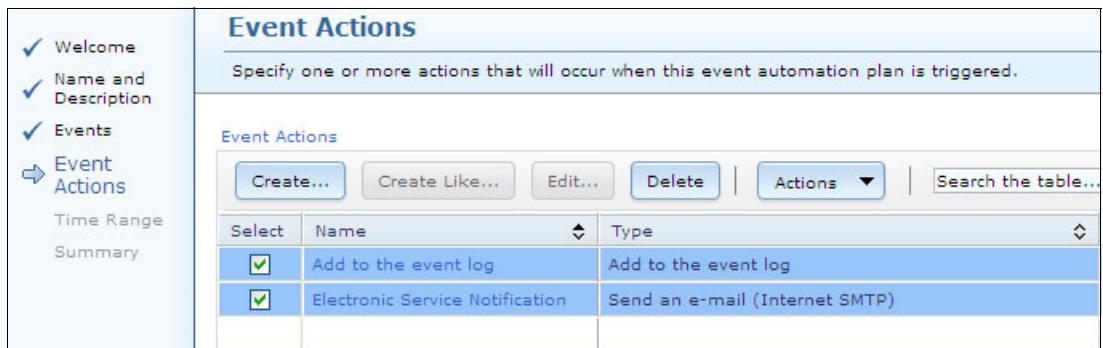 Welcome
Name and
Description
Events
Event
Actions
Time Range
Summary
Event Actions
Specify one or more actions that will occur when this event automation plan is triggered.
Event Actions
Create... Create Like... Edit... Delete Actions Search the table...
Select Name Type
Add to the event log Add to the event log
Electronic Service Notification Send an e-mail (Internet SMTP)